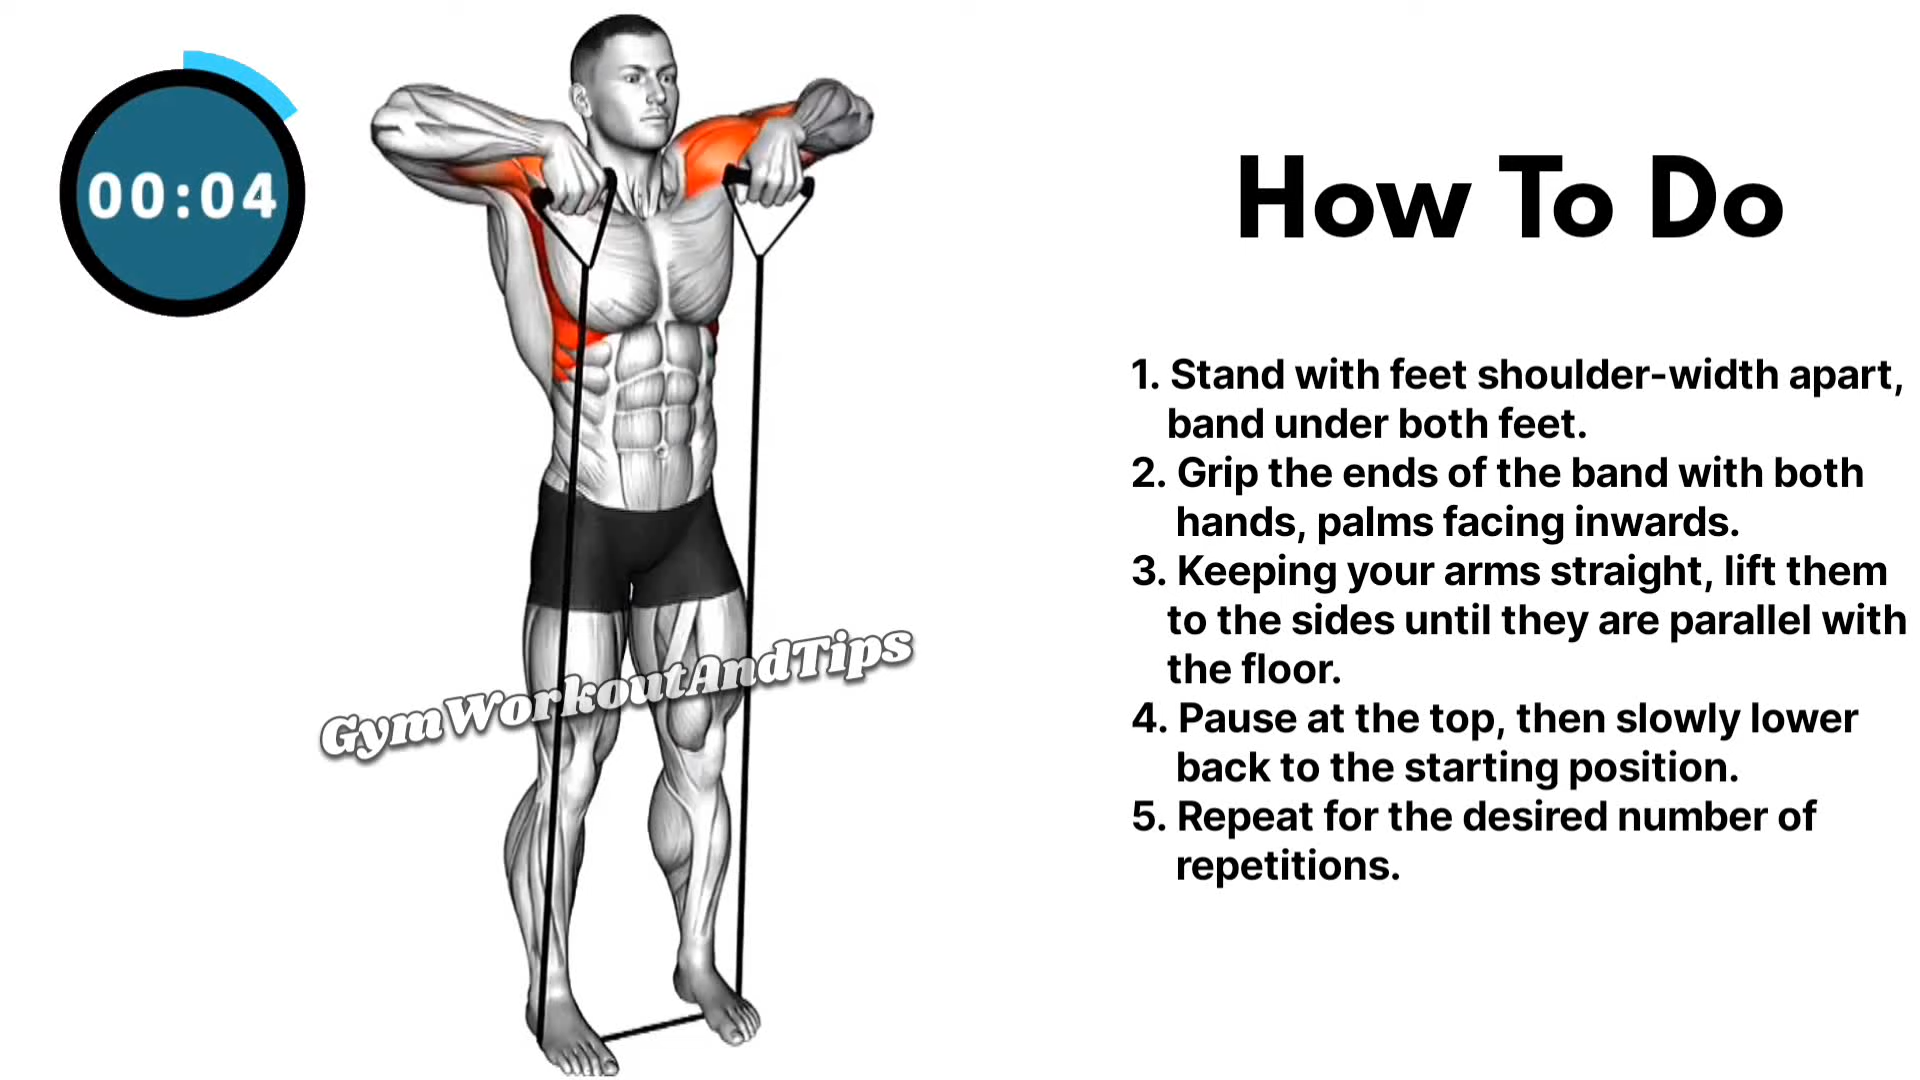 00:04
How To Do
1. Stand with feet shoulder-width apart,
band under both feet.
2. Grip the ends of the band with both
hands, palms facing inwards.
3. Keeping your arms straight, lift them
to the sides until they are parallel with
the floor.
4. Pause at the top, then slowly lower
back to the starting position.
5. Repeat for the desired number of
repetitions.
GymWorkoutAndTips